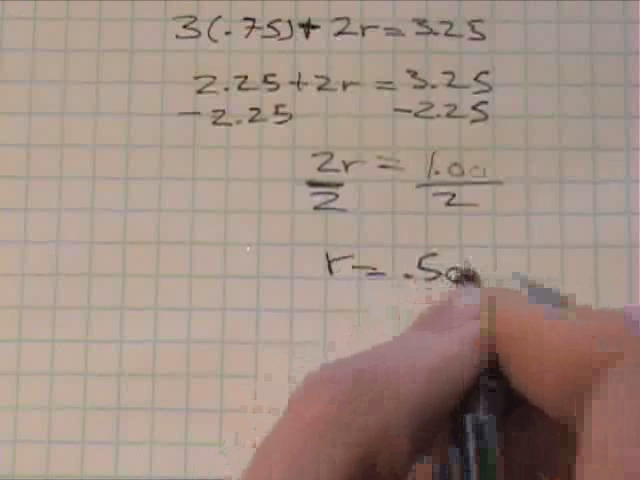 3(.75)+ 2r=3.25
2.25+2r = 3.25
-2.25 -2.25
2r = 1.00
2 2
r= .50